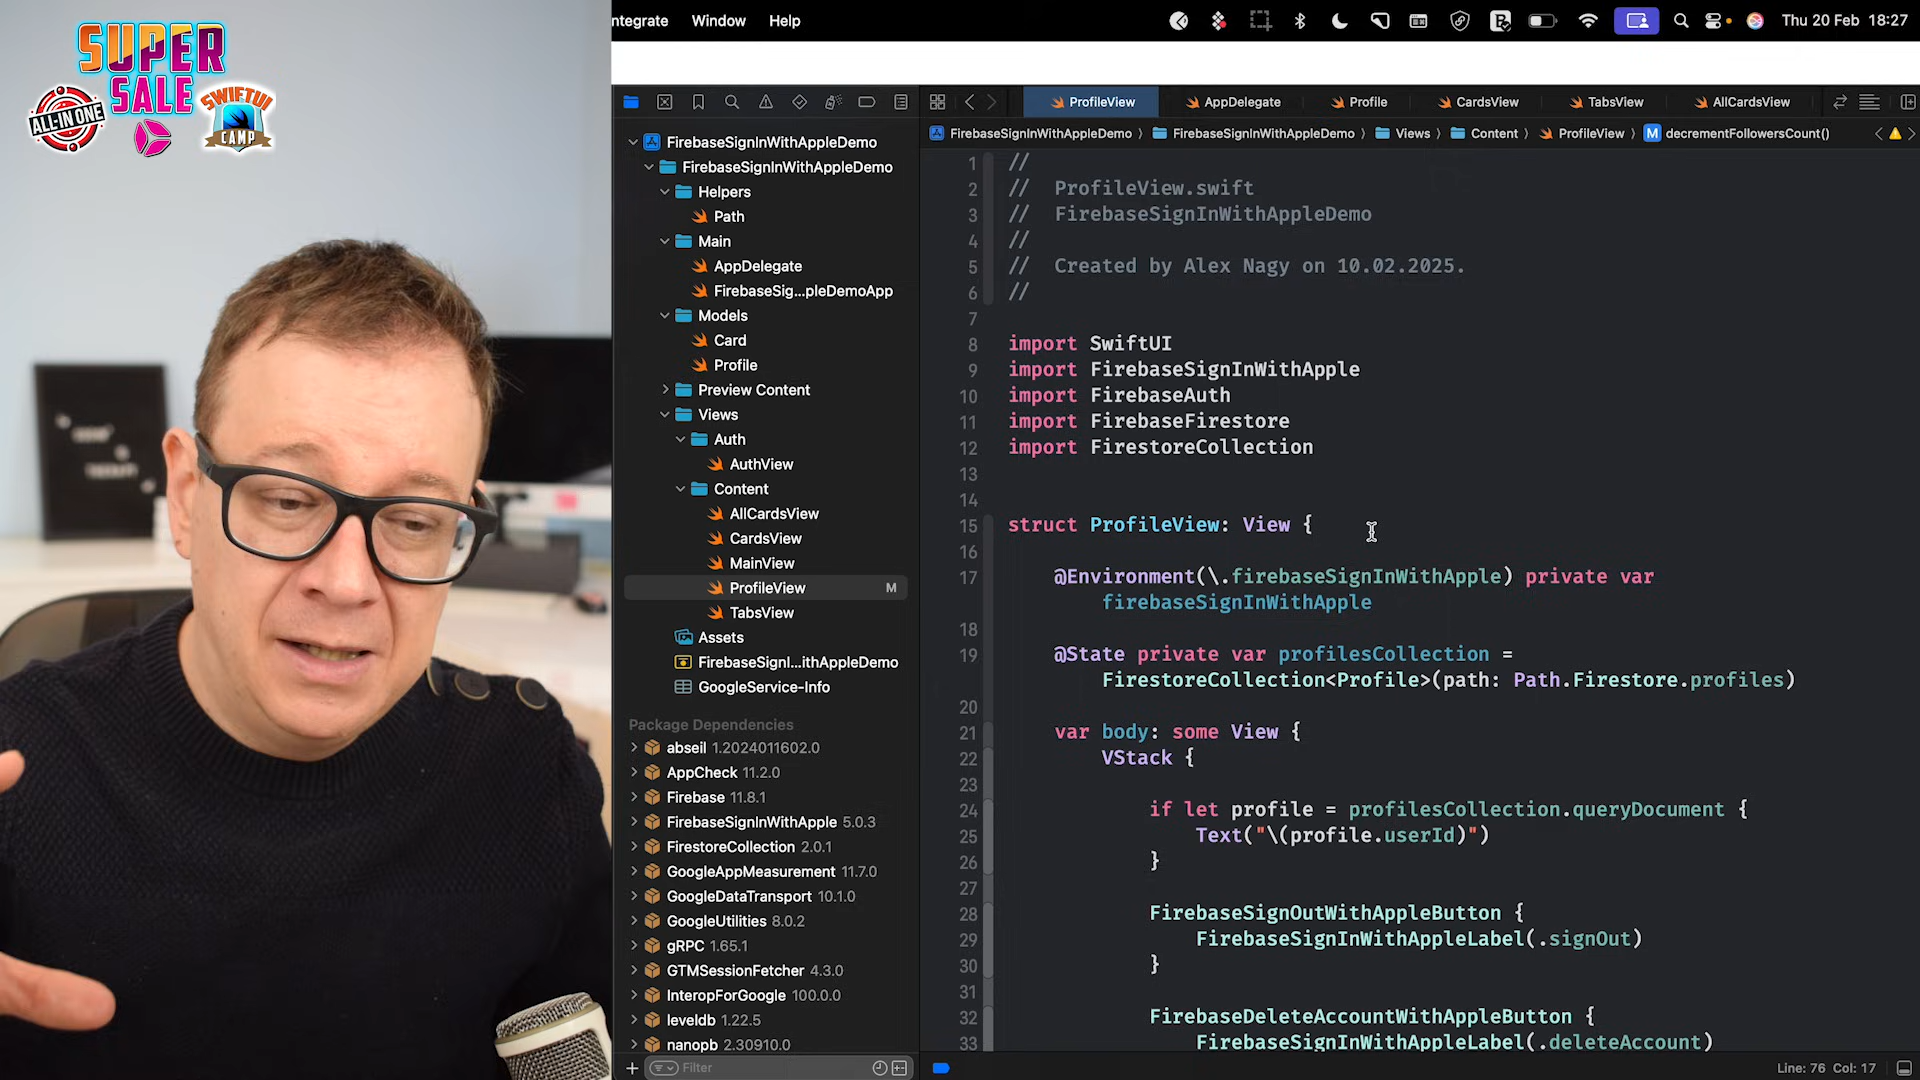 SUPER
SALE
ALL-IN-ONE
SWIFTUI
CAMP
ntegrate Window Help
Thu 20 Feb 18:27
ProfileView AppDelegate Profile CardsView TabsView AllCardsView
FirebaseSignInWithAppleDemo FirebaseSignInWithAppleDemo Views Content ProfileView M decrementFollowersCount()
FirebaseSignInWithAppleDemo
FirebaseSignInWithAppleDemo
Helpers
Path
Main
AppDelegate
FirebaseSig...pleDemoApp
Models
Card
Profile
Preview Content
Views
Auth
AuthView
Content
AllCardsView
CardsView
MainView
ProfileView M
TabsView
Assets
FirebaseSignI...ithAppleDemo
GoogleService-Info
Package Dependencies
abseil 1.2024011602.0
AppCheck 11.2.0
Firebase 11.8.1
FirebaseSignInWithApple 5.0.3
FirestoreCollection 2.0.1
GoogleAppMeasurement 11.7.0
GoogleDataTransport 10.1.0
GoogleUtilities 8.0.2
gRPC 1.65.1
GTMSessionFetcher 4.3.0
InteropForGoogle 100.0.0
leveldb 1.22.5
nanopb 2.30910.0
Filter
1 //
2 // ProfileView.swift
3 // FirebaseSignInWithAppleDemo
4 //
5 // Created by Alex Nagy on 10.02.2025.
6 //
7
8 import SwiftUI
9 import FirebaseSignInWithApple
10 import FirebaseAuth
11 import FirebaseFirestore
12 import FirestoreCollection
13
14
15 struct ProfileView: View {
16
17 @Environment(\.firebaseSignInWithApple) private var
firebaseSignInWithApple
18
19 @State private var profilesCollection =
FirestoreCollection<Profile>(path: Path.Firestore.profiles)
20
21 var body: some View {
22 VStack {
23
24 if let profile = profilesCollection.queryDocument {
25 Text("\(profile.userId)")
26 }
27
28 FirebaseSignOutWithAppleButton {
29 FirebaseSignInWithAppleLabel(.signOut)
30 }
31
32 FirebaseDeleteAccountWithAppleButton {
33 FirebaseSignInWithAppleLabel(.deleteAccount)
Line: 76 Col: 17